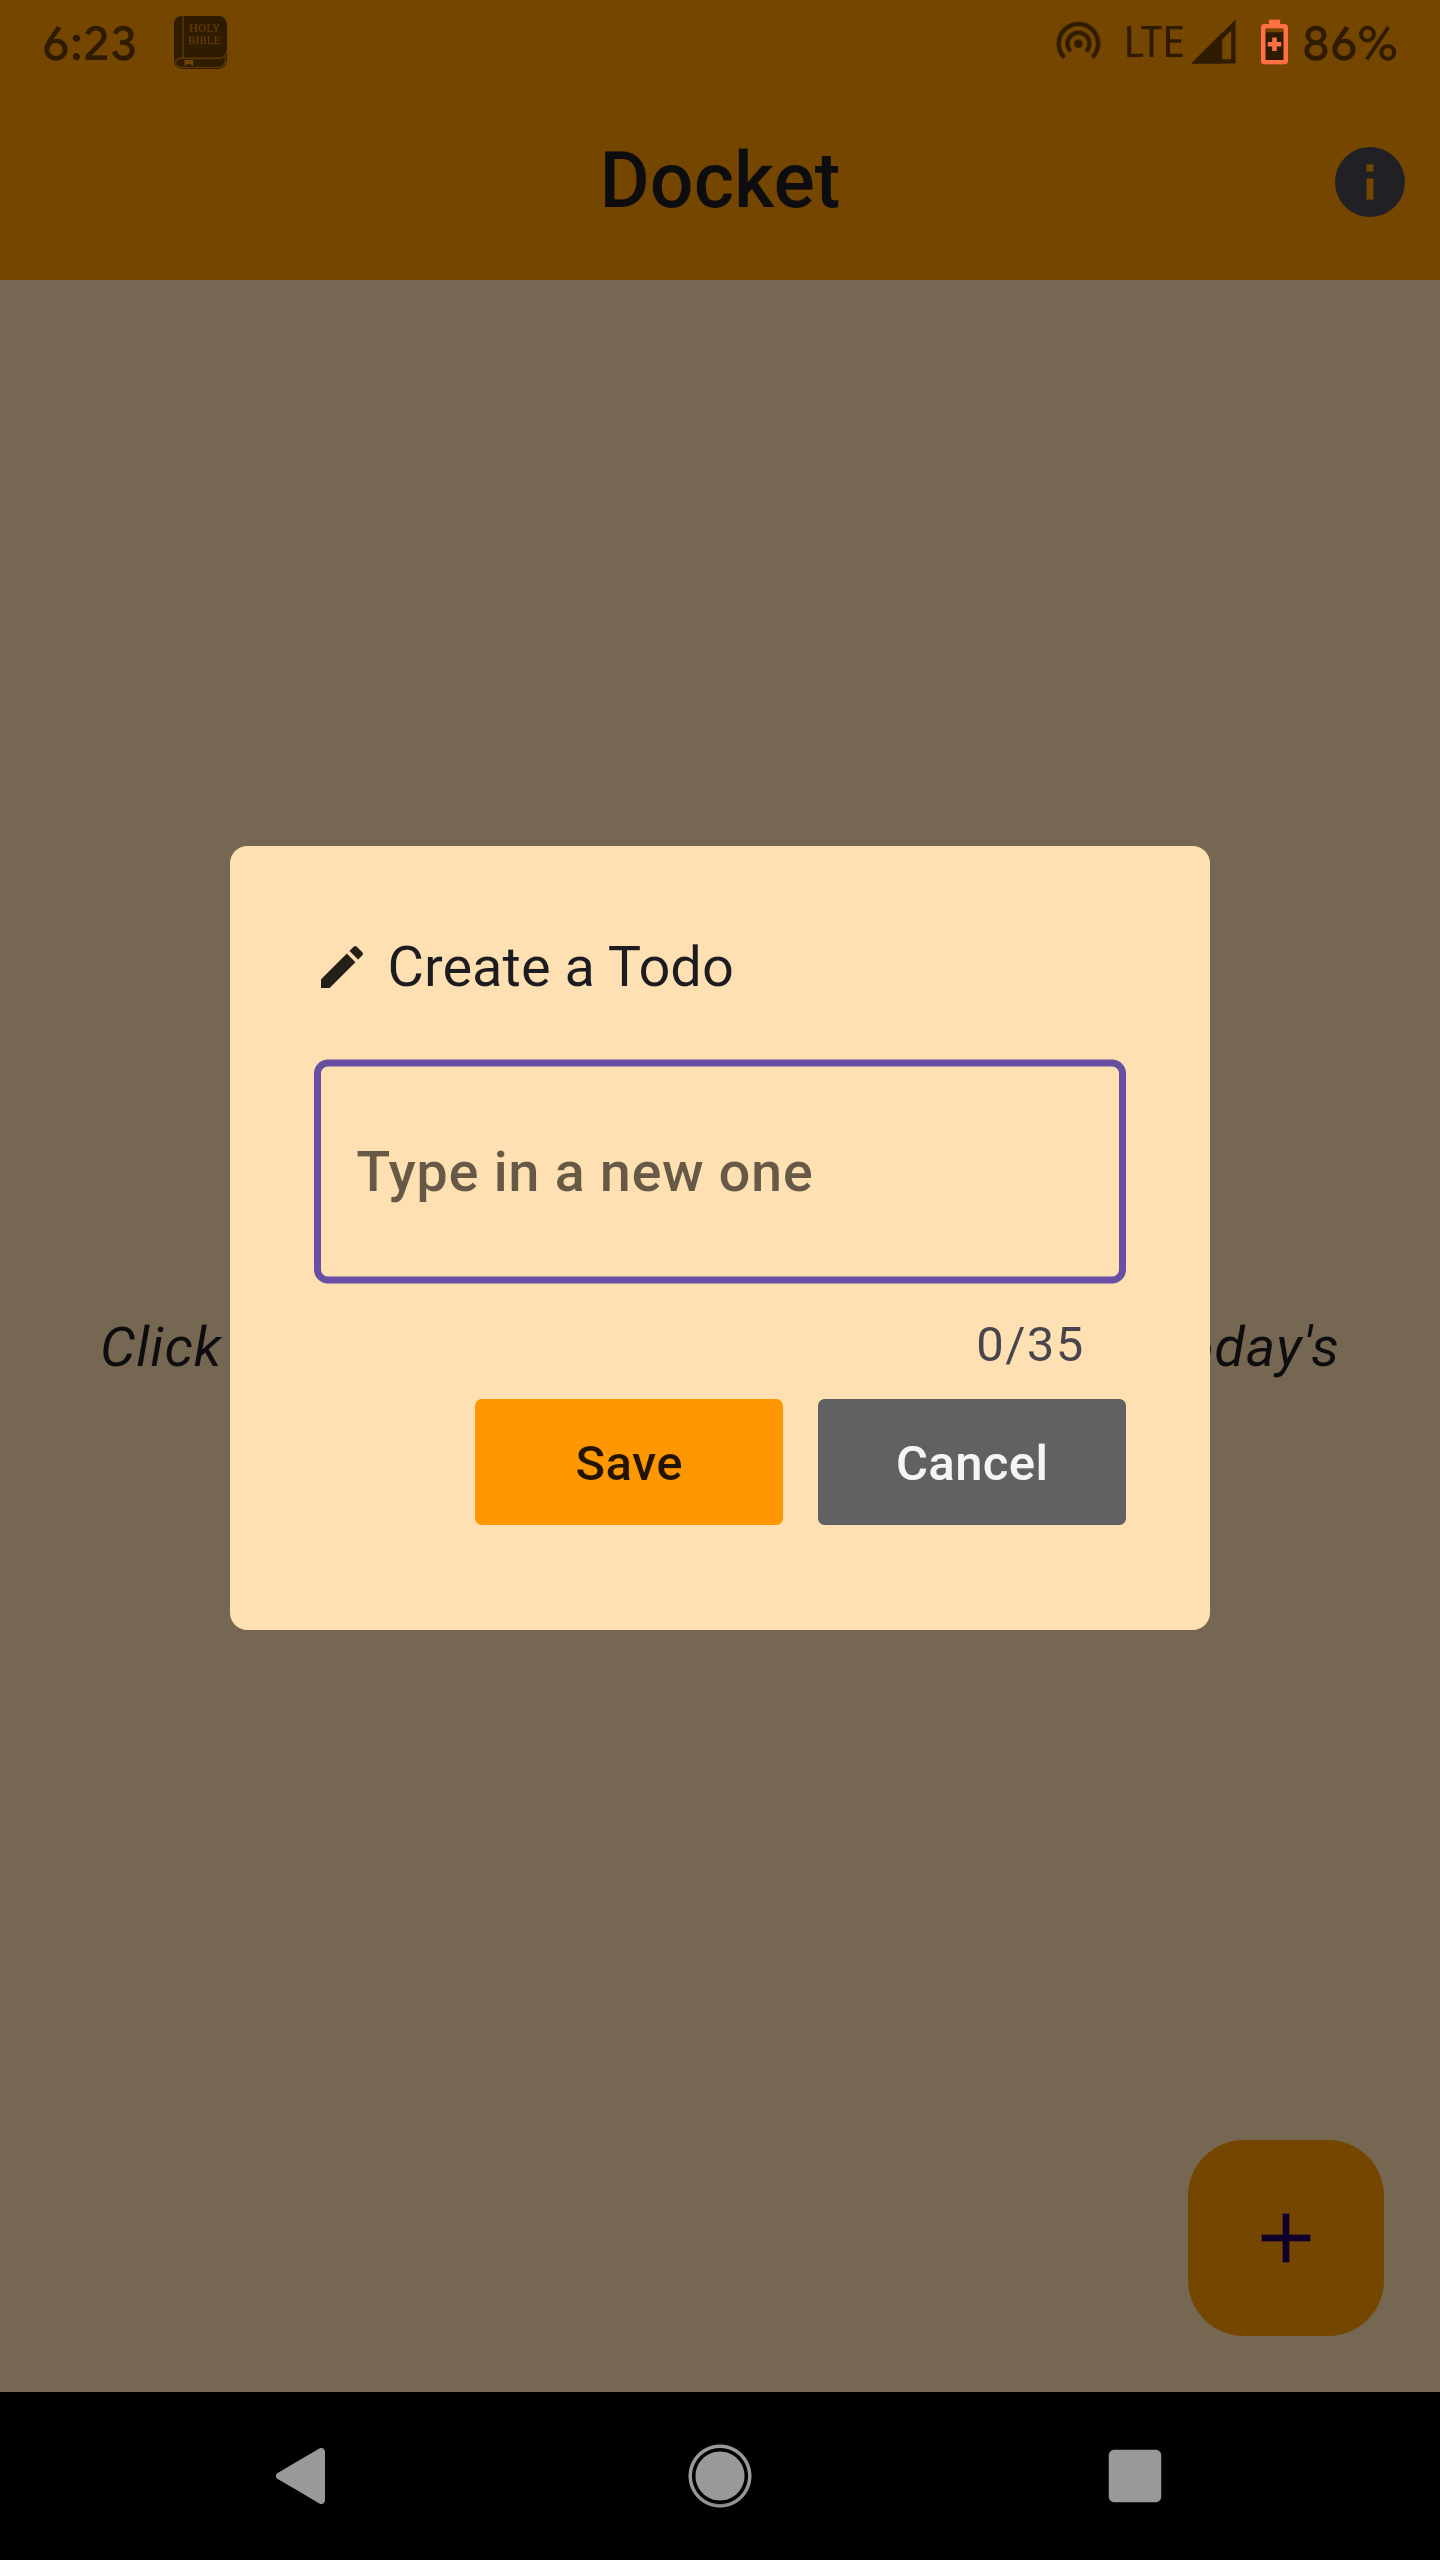 6:23 HOLY BIBLE LTE 86%
Docket
Create a Todo
Type in a new one
0/35
Click day's
Save Cancel